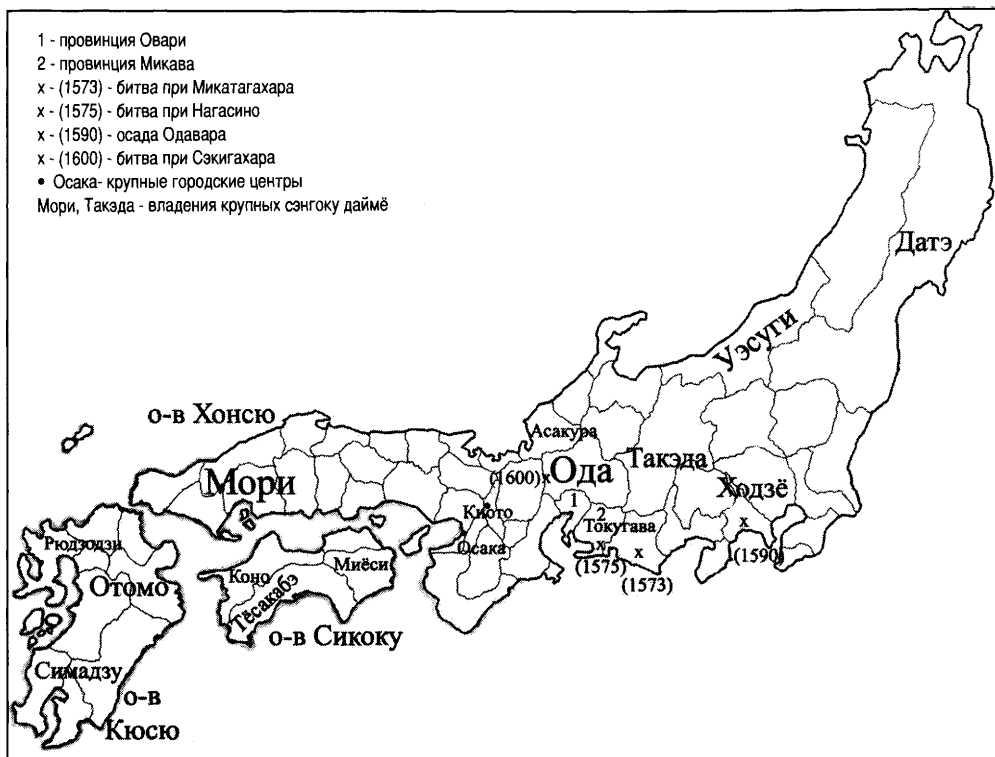 1 - провинция Овари
2 - провинция Микава
x - (1573) - битва при Микатагахара
x - (1575) - битва при Нагасино
x - (1590) - осада Одавара
x - (1600) - битва при Сэкигахара
• Осака- крупные городские центры
Мори, Такэда - владения крупных сэнгоку даймё
Датэ
Уэсуги
о-в Хонсю
Асакура
Мори
(1600)x
Ода
Такэда
Ходзё
1
2
Киото
Токугава
x
x
x
Осака
(1575)
(1573)
(1590)
Рюдзодзи
Отомо
Коно
Миёси
Тёсакабэ
о-в Сикоку
Симадзу
о-в
Кюсю